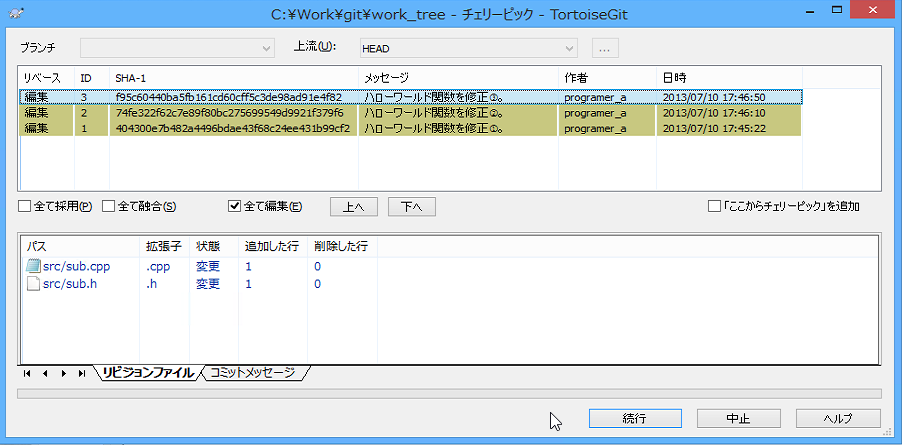 C:¥Work¥git¥work_tree - チェリーピック - TortoiseGit
ブランチ 上流(U): HEAD ...
リベース ID SHA-1 メッセージ 作者 日時
編集 3 f95c60440ba5fb161cd60cff5c3de98ad91e4f82 ハローワールド関数を修正①。 programer_a 2013/07/10 17:46:50
編集 2 74fe322f62c7e89f80bc275699549d9921f379f6 ハローワールド関数を修正②。 programer_a 2013/07/10 17:46:10
編集 1 404300e7b482a4496bdae43f68c24ee431b99cf2 ハローワールド関数を修正①。 programer_a 2013/07/10 17:45:22
全て採用(P) 全て融合(S) 全て編集(E) 上へ 下へ 「ここからチェリーピック」を追加
パス 拡張子 状態 追加した行 削除した行
src/sub.cpp .cpp 変更 1 0
src/sub.h .h 変更 1 0
リビジョンファイル コミットメッセージ
続行 中止 ヘルプ